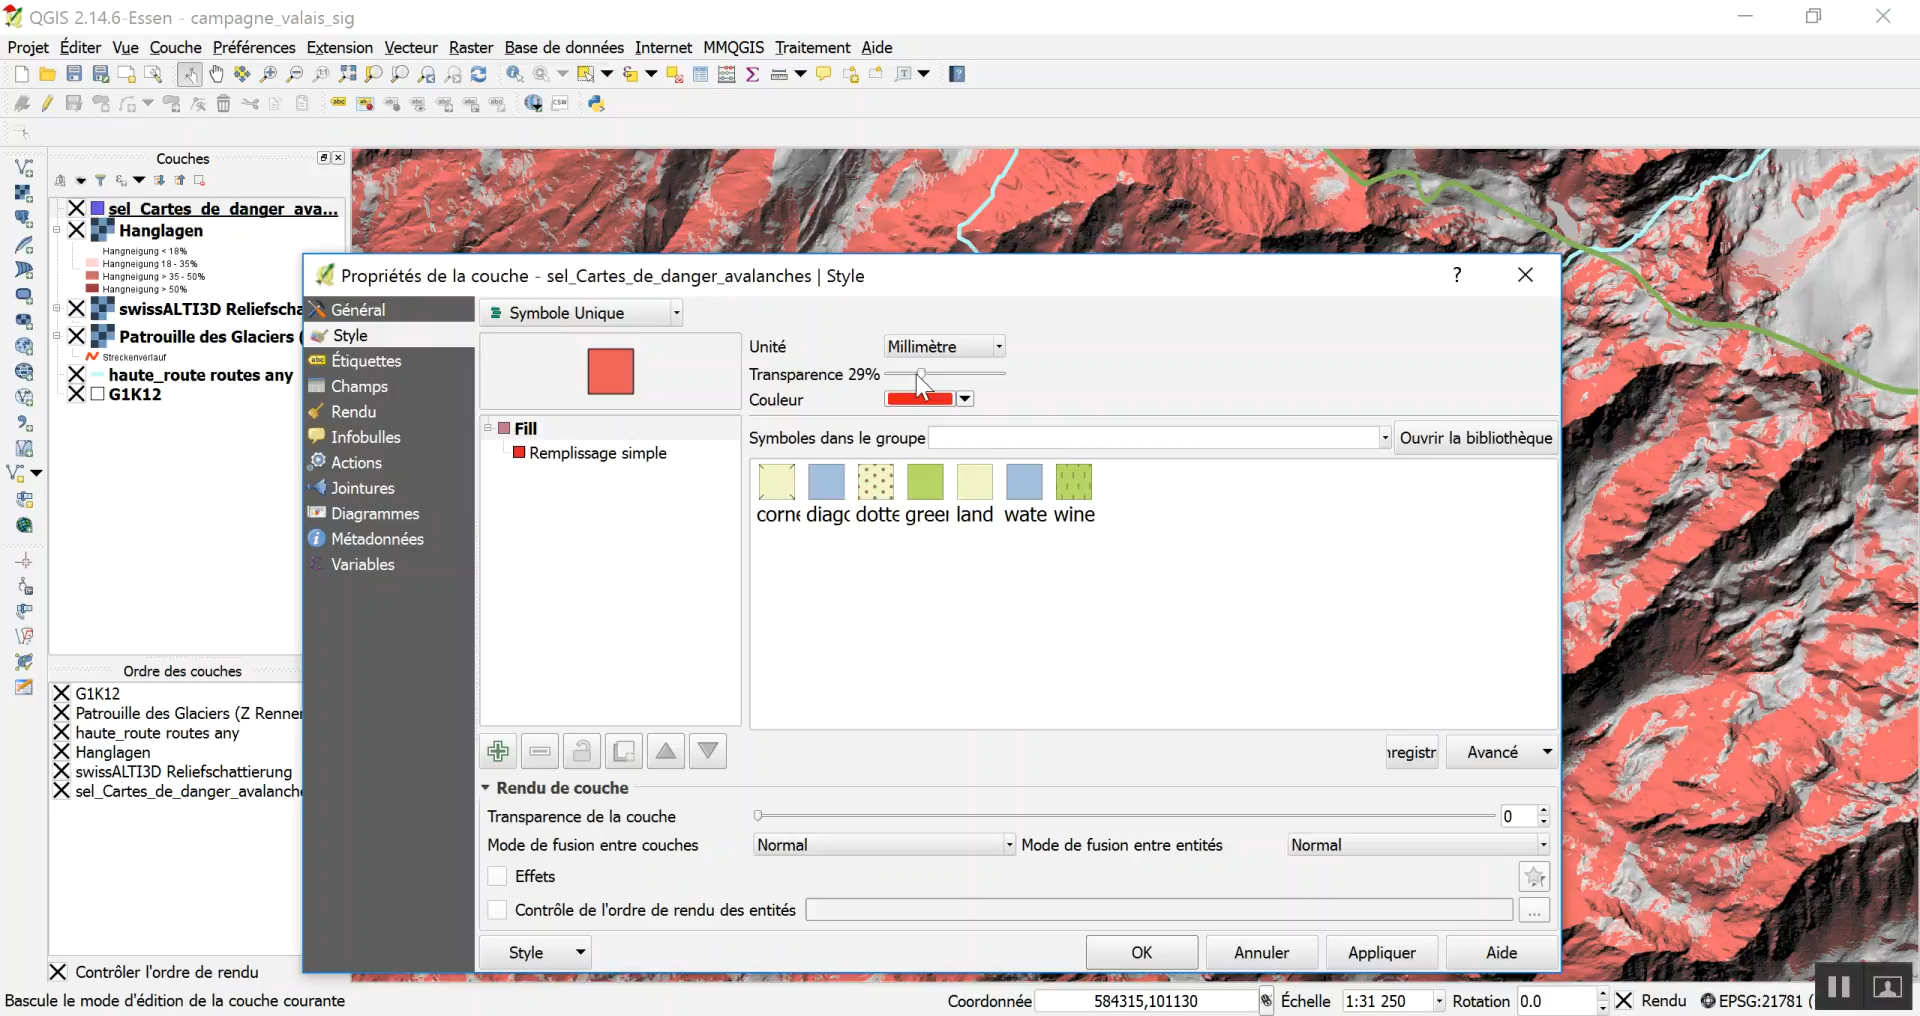 QGIS 2.14.6-Essen - campagne_valais_sig
Projet Éditer Vue Couche Préférences Extension Vecteur Raster Base de données Internet MMQGIS Traitement Aide
Couches
sel_Cartes_de_danger_ava...
Hanglagen
Hangneigung < 18%
Hangneigung 18 - 35%
Hangneigung > 35 - 50%
Hangneigung > 50%
swissALTI3D Reliefscha
Patrouille des Glaciers (
Streckenverlauf
haute_route routes any
G1K12
Ordre des couches
G1K12
Patrouille des Glaciers (Z Renner
haute_route routes any
Hanglagen
swissALTI3D Reliefschattierung
sel_Cartes_de_danger_avalanche
Contrôler l'ordre de rendu
Propriétés de la couche - sel_Cartes_de_danger_avalanches | Style
?
Général
Style
Étiquettes
Champs
Rendu
Infobulles
Actions
Jointures
Diagrammes
Métadonnées
Variables
Symbole Unique
Fill
Remplissage simple
Unité Millimètre
Transparence 29%
Couleur
Symboles dans le groupe Ouvrir la bibliothèque
corne diagc dotte greei land wate wine
nregistr Avancé
Rendu de couche
Transparence de la couche 0
Mode de fusion entre couches Normal Mode de fusion entre entités Normal
Effets
Contrôle de l'ordre de rendu des entités ...
Style OK Annuler Appliquer Aide
Bascule le mode d'édition de la couche courante Coordonnée 584315,101130 Échelle 1:31 250 Rotation 0.0 Rendu EPSG:21781 (